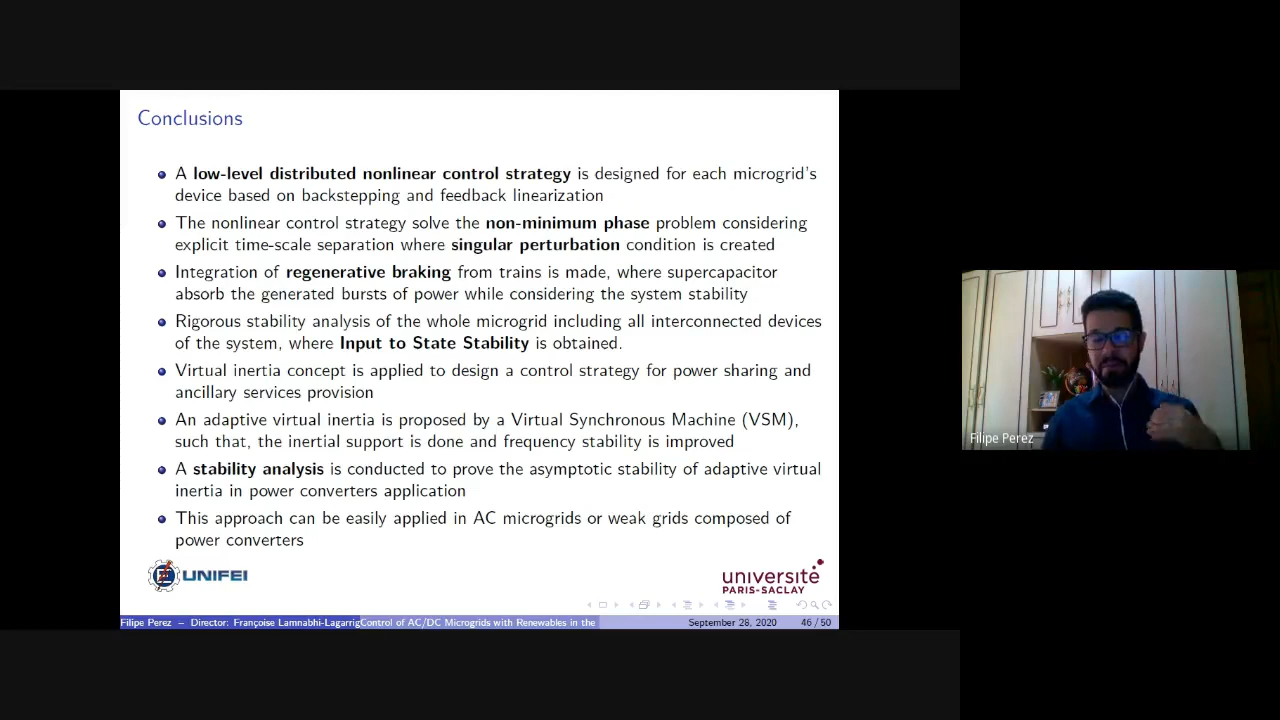 Conclusions
A low-level distributed nonlinear control strategy is designed for each microgrid's
device based on backstepping and feedback linearization
The nonlinear control strategy solve the non-minimum phase problem considering
explicit time-scale separation where singular perturbation condition is created
Integration of regenerative braking from trains is made, where supercapacitor
absorb the generated bursts of power while considering the system stability
Rigorous stability analysis of the whole microgrid including all interconnected devices
of the system, where Input to State Stability is obtained.
Virtual inertia concept is applied to design a control strategy for power sharing and
ancillary services provision
An adaptive virtual inertia is proposed by a Virtual Synchronous Machine (VSM),
such that, the inertial support is done and frequency stability is improved
A stability analysis is conducted to prove the asymptotic stability of adaptive virtual
inertia in power converters application
This approach can be easily applied in AC microgrids or weak grids composed of
power converters
UNIFEI
université
PARIS-SACLAY
Filipe Perez – Director: Françoise Lamnabhi-Lagarrig Control of AC/DC Microgrids with Renewables in the September 28, 2020 46 / 50
Filipe Perez